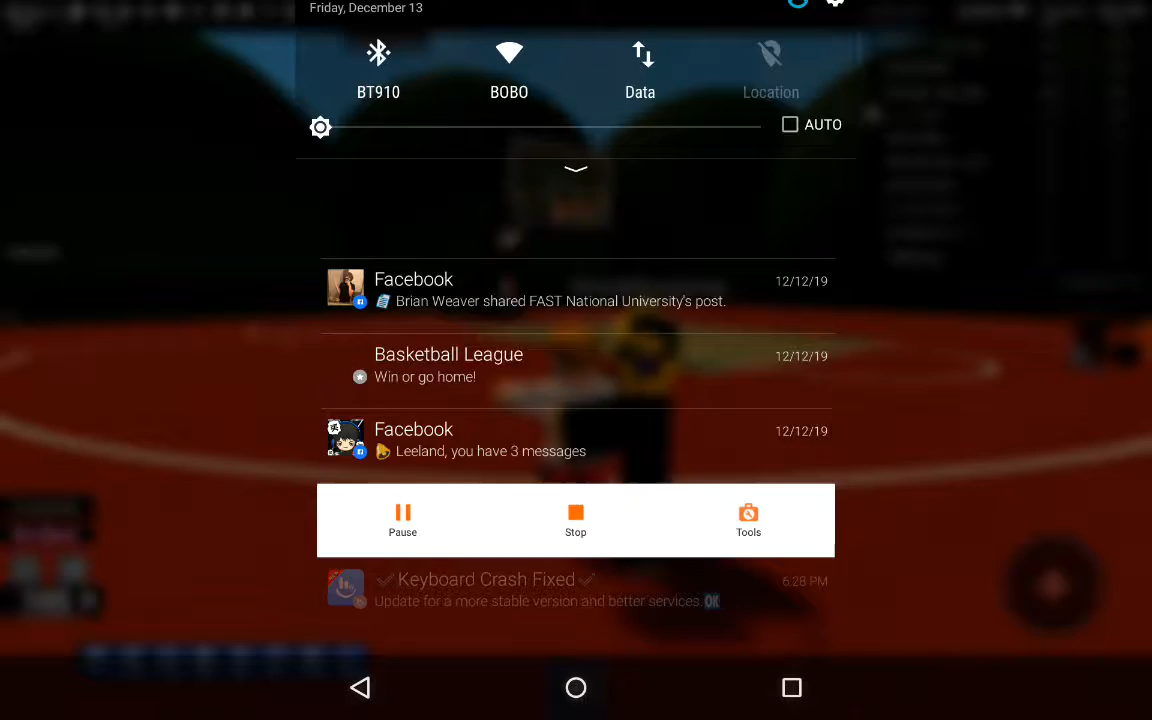 Friday, December 13
BT910
BOBO
Data
Location
AUTO
Facebook
12/12/19
Brian Weaver shared FAST National University's post.
Basketball League
12/12/19
Win or go home!
Facebook
12/12/19
Leeland, you have 3 messages
Pause
Stop
Tools
✓Keyboard Crash Fixed✓
6:28 PM
Update for a more stable version and better services.🆗